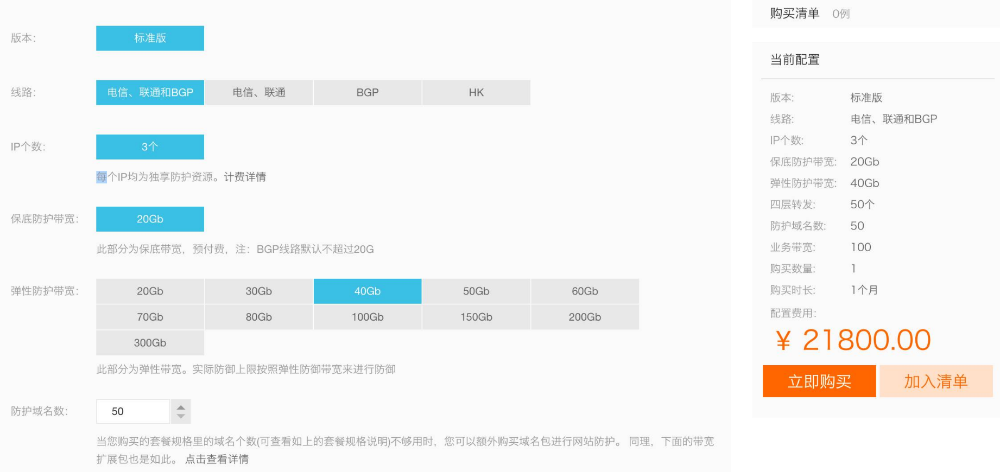 版本:
标准版
线路:
电信、联通和BGP
电信、联通
BGP
HK
IP个数:
3个
每个IP均为独享防护资源。计费详情
保底防护带宽:
20Gb
此部分为保底带宽，预付费，注：BGP线路默认不超过20G
弹性防护带宽:
20Gb
30Gb
40Gb
50Gb
60Gb
70Gb
80Gb
100Gb
150Gb
200Gb
300Gb
此部分为弹性带宽。实际防御上限按照弹性防御带宽来进行防御
防护域名数:
50
当您购买的套餐规格里的域名个数(可查看如上的套餐规格说明)不够用时，您可以额外购买域名包进行网站防护。 同理，下面的带宽
扩展包也是如此。 点击查看详情
购买清单 0例
当前配置
版本: 标准版
线路: 电信、联通和BGP
IP个数: 3个
保底防护带宽: 20Gb
弹性防护带宽: 40Gb
四层转发: 50个
防护域名数: 50
业务带宽: 100
购买数量: 1
购买时长: 1个月
配置费用:
¥ 21800.00
立即购买
加入清单